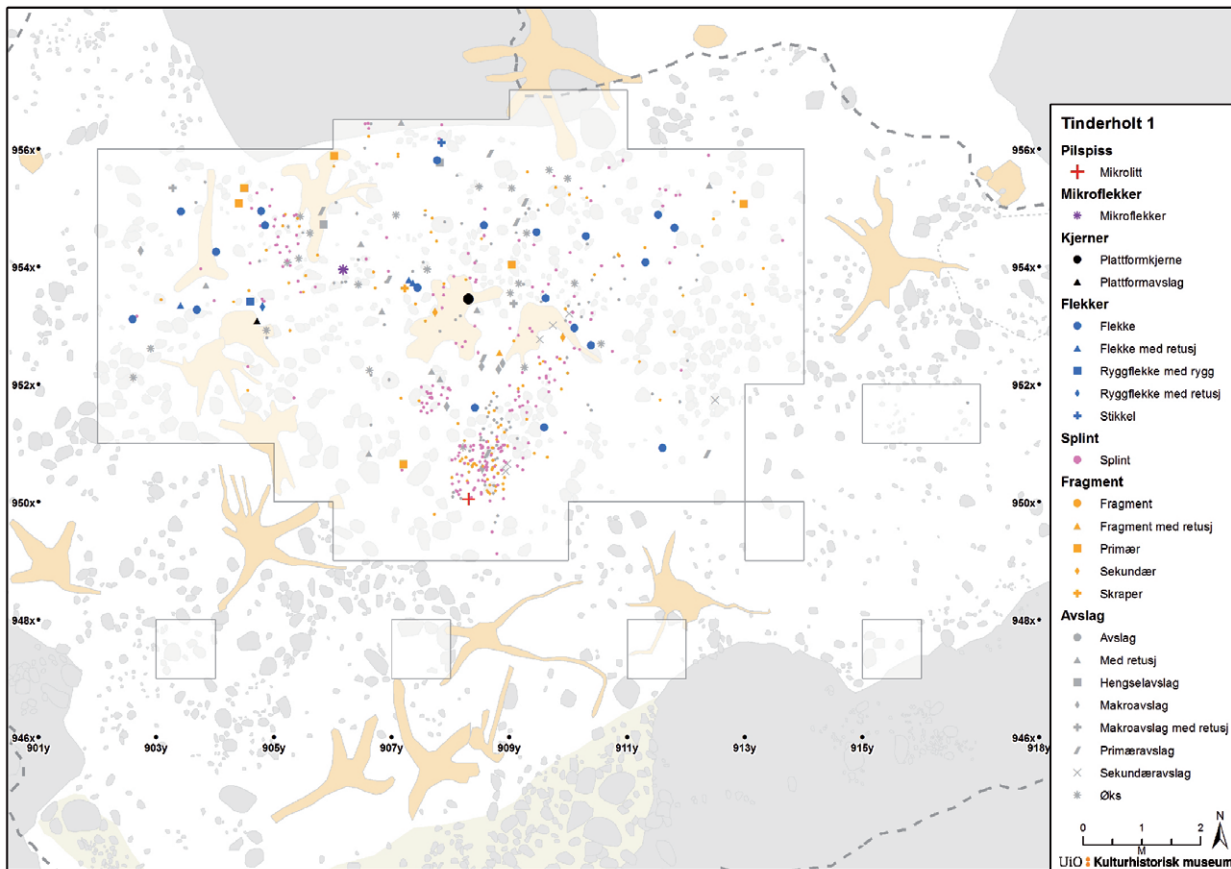 956x
954x
952x
950x
948x
946x
901y 903y 905y 907y 909y 911y 913y 915y 918y
956x
954x
952x
950x
948x
946x
Tinderholt 1
Pilspiss
Mikrolitt
Mikroflekker
Mikroflekker
Kjerner
Plattformkjerne
Plattformavslag
Flekker
Flekke
Flekke med retusj
Ryggflekke med rygg
Ryggflekke med retusj
Stikkel
Splint
Splint
Fragment
Fragment
Fragment med retusj
Primær
Sekundær
Skraper
Avslag
Avslag
Med retusj
Hengselavslag
Makroavslag
Makroavslag med retusj
Primæravslag
Sekundæravslag
Øks
N
0 1 2
M
UiO Kulturhistorisk museum